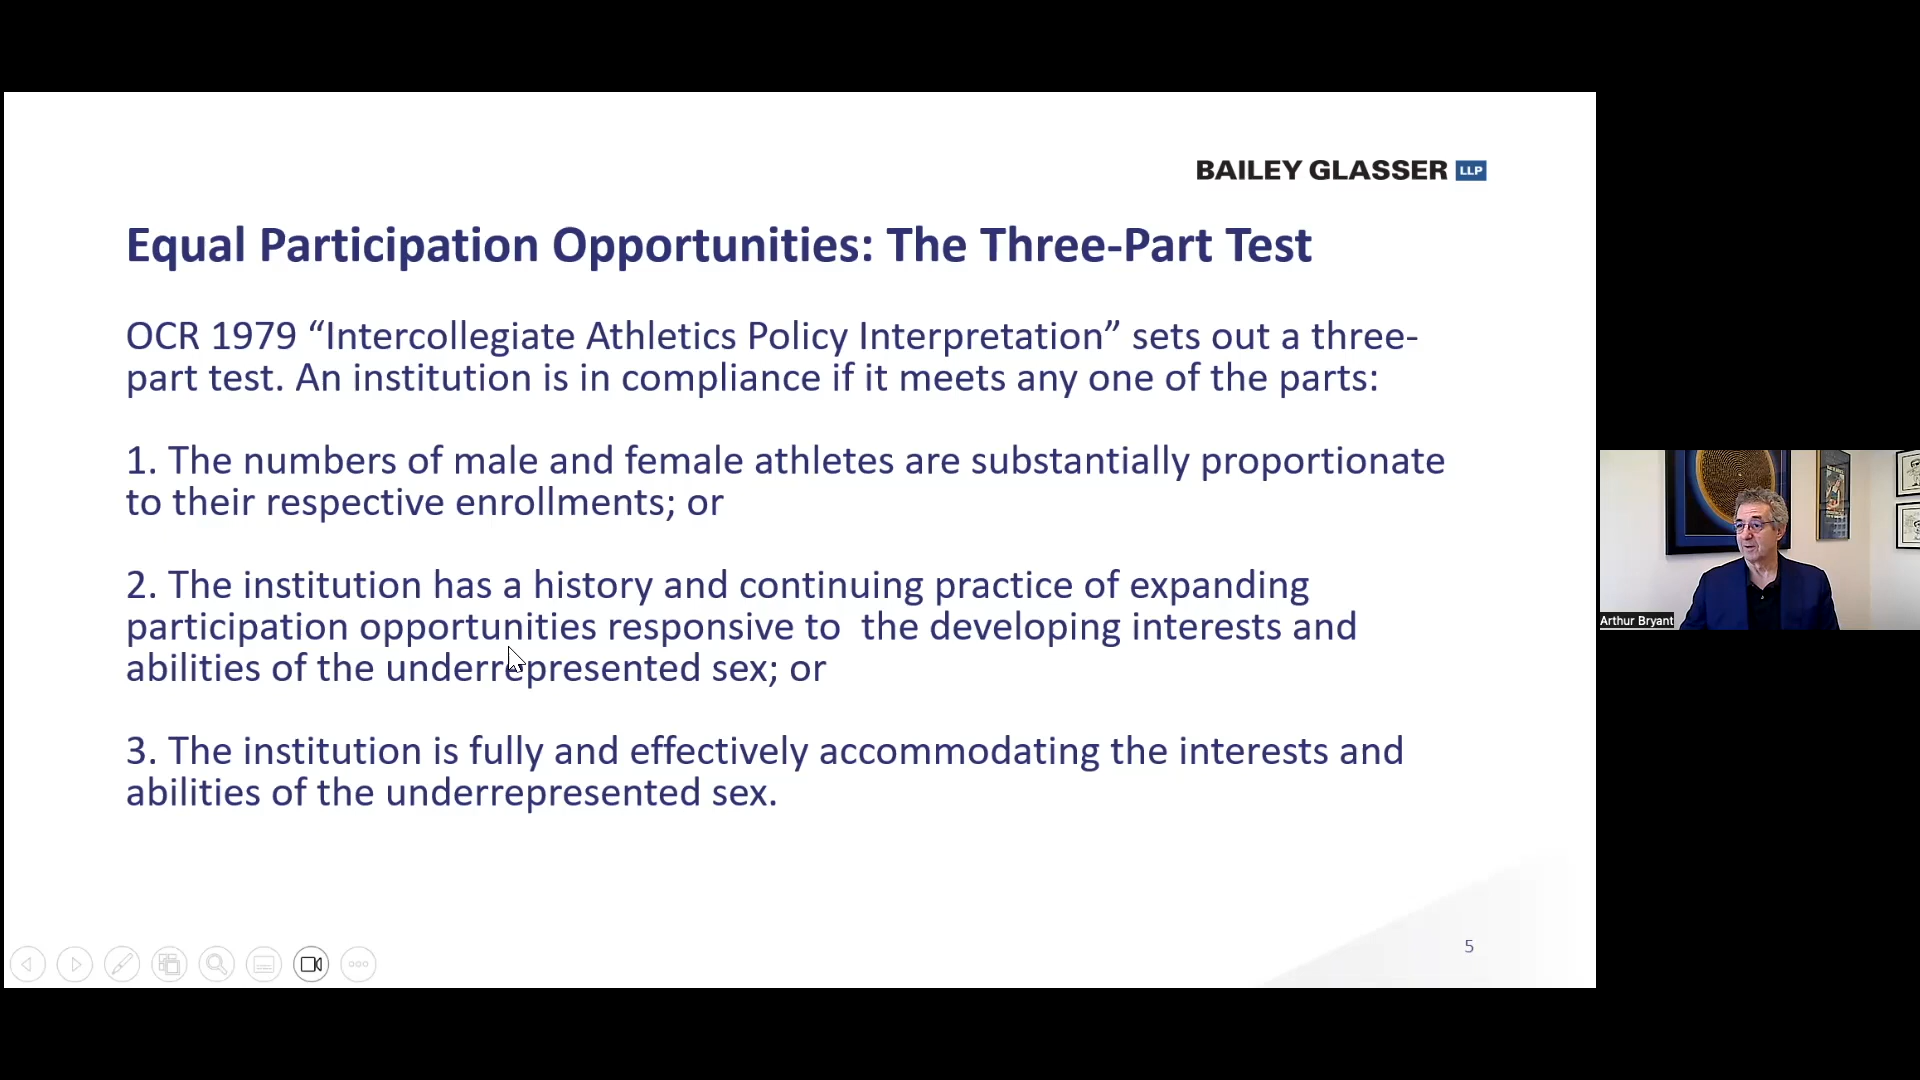 BAILEY GLASSER LLP
Equal Participation Opportunities: The Three-Part Test
OCR 1979 “Intercollegiate Athletics Policy Interpretation” sets out a three-
part test. An institution is in compliance if it meets any one of the parts:
1. The numbers of male and female athletes are substantially proportionate
to their respective enrollments; or
2. The institution has a history and continuing practice of expanding
participation opportunities responsive to  the developing interests and
abilities of the underrepresented sex; or
3. The institution is fully and effectively accommodating the interests and
abilities of the underrepresented sex.
5
Arthur Bryant